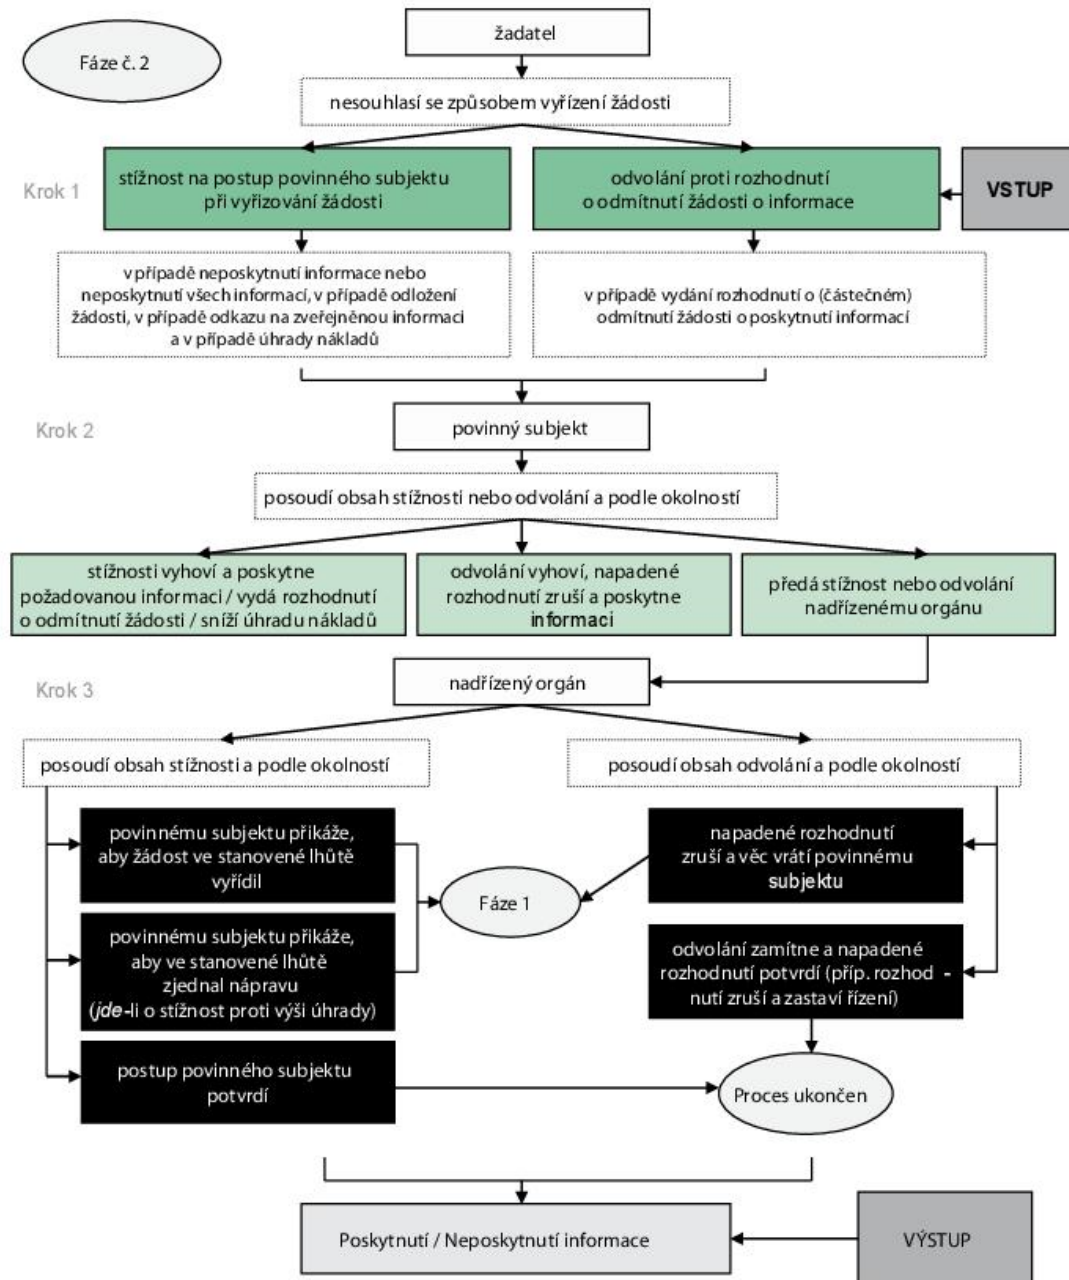 žadatel
Fáze č. 2
nesouhlasí se způsobem vyřízení žádosti
Krok 1
stížnost na postup povinného subjektu
při vyřizování žádosti
odvolání proti rozhodnutí
o odmítnutí žádosti o informace
VSTUP
v případě neposkytnutí informace nebo
neposkytnutí všech informací, v případě odložení
žádosti, v případě odkazu na zveřejněnou informaci
a v případě úhrady nákladů
v případě vydání rozhodnutí o (částečném)
odmítnutí žádosti o poskytnutí informací
Krok 2
povinný subjekt
posoudí obsah stížnosti nebo odvolání a podle okolností
stížnosti vyhoví a poskytne
požadovanou informaci / vydá rozhodnutí
o odmítnutí žádosti / sníží úhradu nákladů
odvolání vyhoví, napadené
rozhodnutí zruší a poskytne
informaci
předá stížnost nebo odvolání
nadřízenému orgánu
Krok 3
nadřízený orgán
posoudí obsah stížnosti a podle okolností
posoudí obsah odvolání a podle okolností
povinnému subjektu přikáže,
aby žádost ve stanovené lhůtě
vyřídil
napadené rozhodnutí
zruší a věc vrátí povinnému
subjektu
Fáze 1
povinnému subjektu přikáže,
aby ve stanovené lhůtě
zjednal nápravu
(jde-li o stížnost proti výši úhrady)
odvolání zamítne a napadené
rozhodnutí potvrdí (příp. rozhod -
nutí zruší a zastaví řízení)
postup povinného subjektu
potvrdí
Proces ukončen
Poskytnutí / Neposkytnutí informace
VÝSTUP